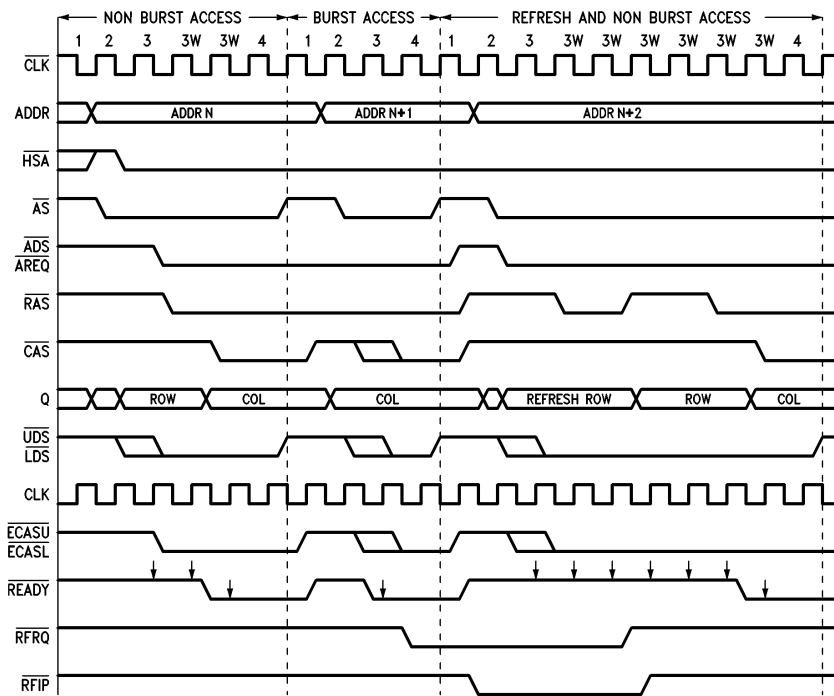 NON BURST ACCESS BURST ACCESS REFRESH AND NON BURST ACCESS
1 2 3 3W 3W 4 1 2 3 4 1 2 3 3W 3W 3W 3W 3W 3W 4
CLK
ADDR ADDR N ADDR N+1 ADDR N+2
HSA
AS
ADS
AREQ
RAS
CAS
Q ROW COL COL REFRESH ROW ROW COL
UDS
LDS
CLK
ECASU
ECASL
READY
RFRQ
RFIP